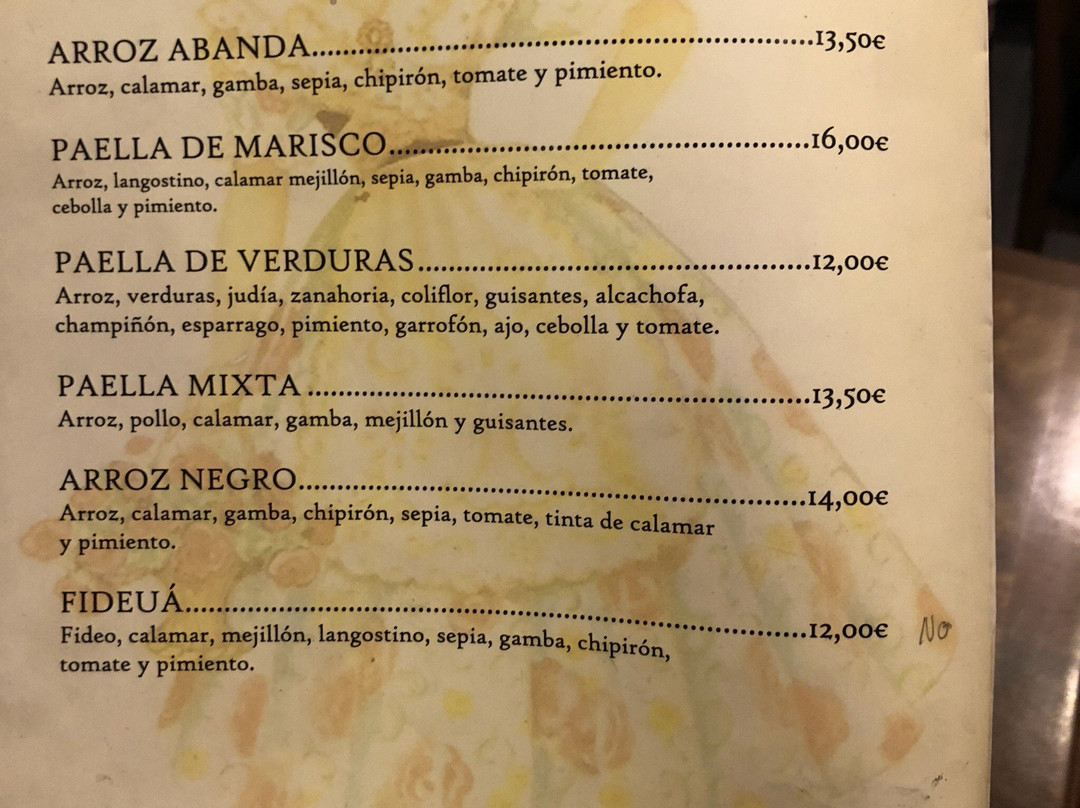 ARROZ ABANDA..................................................................13,50€
Arroz, calamar, gamba, sepia, chipirón, tomate y pimiento.
PAELLA DE MARISCO.......................................................16,00€
Arroz, langostino, calamar mejillón, sepia, gamba, chipirón, tomate,
cebolla y pimiento.
PAELLA DE VERDURAS....................................................12,00€
Arroz, verduras, judía, zanahoria, coliflor, guisantes, alcachofa,
champiñón, esparrago, pimiento, garrofón, ajo, cebolla y tomate.
PAELLA MIXTA ..................................................................13,50€
Arroz, pollo, calamar, gamba, mejillón y guisantes.
ARROZ NEGRO...................................................................14,00€
Arroz, calamar, gamba, chipirón, sepia, tomate, tinta de calamar
y pimiento.
FIDEUÁ..................................................................................12,00€ No
Fideo, calamar, mejillón, langostino, sepia, gamba, chipirón,
tomate y pimiento.